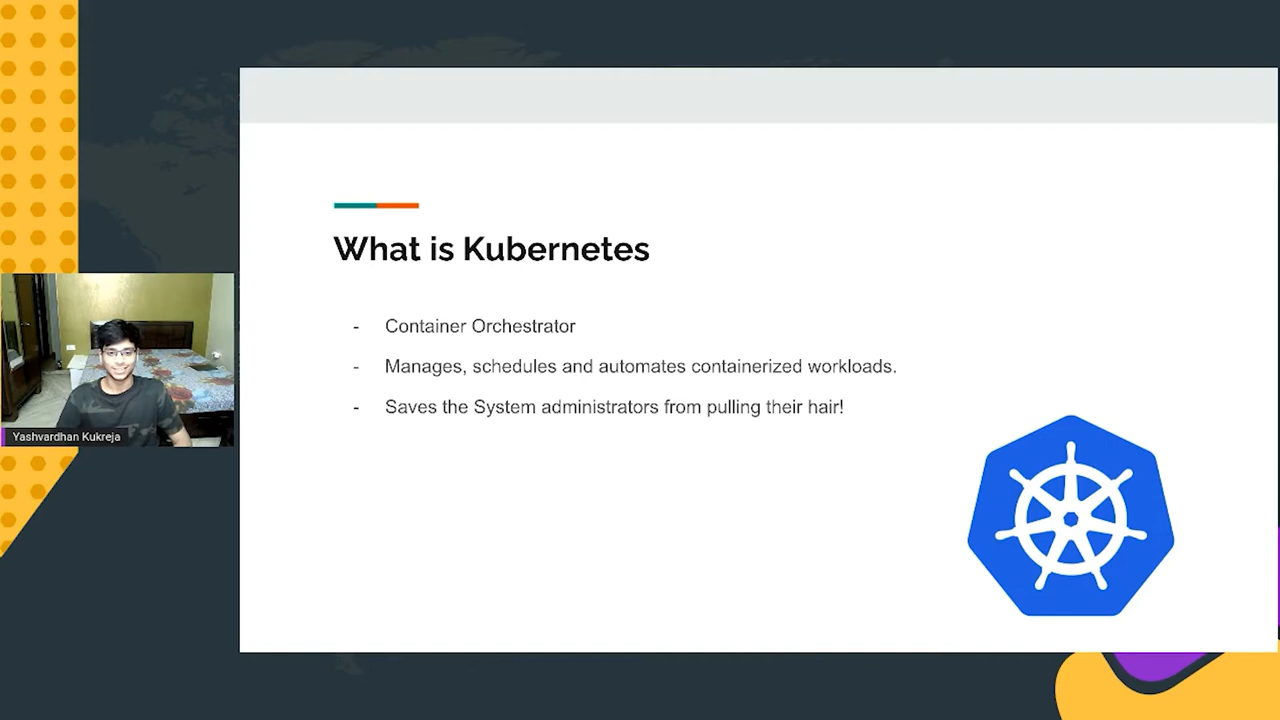 What is Kubernetes
- Container Orchestrator
- Manages, schedules and automates containerized workloads.
- Saves the System administrators from pulling their hair!
Yashvardhan Kukreja